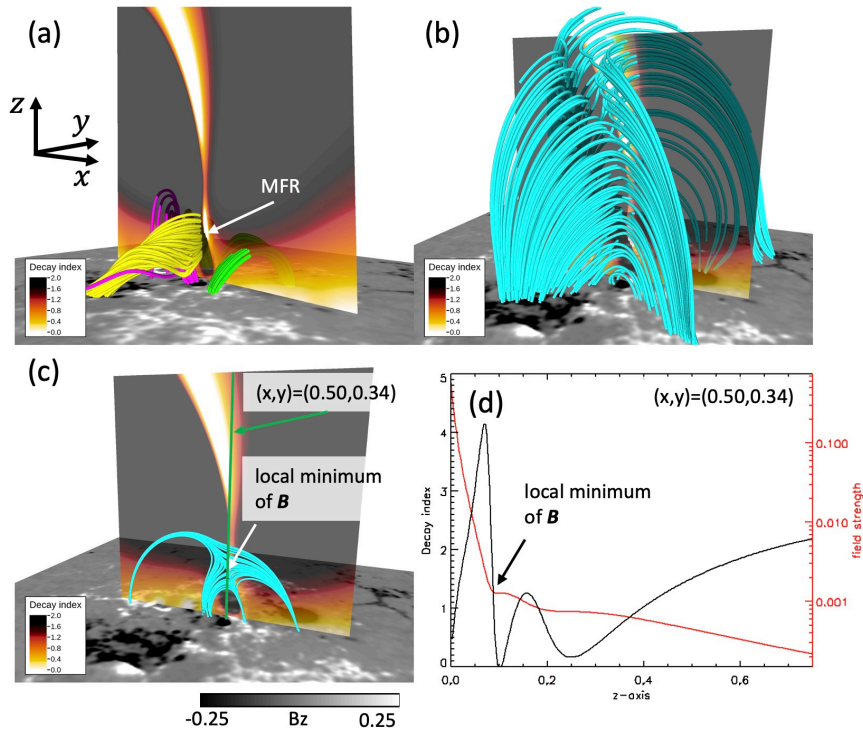 (a)
z
y
x
MFR
Decay index
2.0
1.6
1.2
0.8
0.4
0.0
(b)
Decay index
2.0
1.6
1.2
0.8
0.4
0.0
(c)
(x,y)=(0.50,0.34)
local minimum
of B
Decay index
2.0
1.6
1.2
0.8
0.4
0.0
-0.25 Bz 0.25
(d)
(x,y)=(0.50,0.34)
local minimum
of B
Decay index
5
4
3
2
1
0
0.0 0.2 0.4 0.6
z-axis
0.100
0.010
0.001
field strength